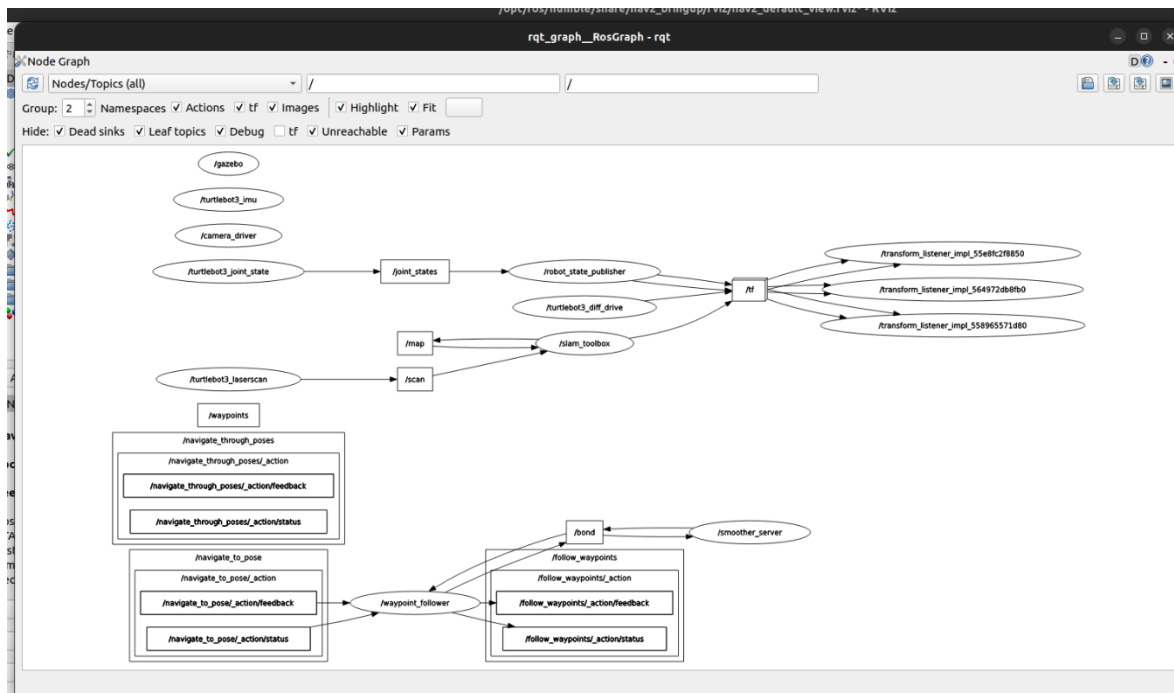 /opt/ros/humble/share/nav2_bringup/rviz/nav2_default_view.rviz* - RViz
rqt_graph__RosGraph - rqt
Node Graph
D
Nodes/Topics (all)
/
/
Group: 2 Namespaces Actions tf Images Highlight Fit
Hide: Dead sinks Leaf topics Debug tf Unreachable Params
/gazebo
/turtlebot3_imu
/camera_driver
/turtlebot3_joint_state
/joint_states
/robot_state_publisher
/turtlebot3_diff_drive
/tf
/transform_listener_impl_55e8fc2f8850
/transform_listener_impl_564972db8fb0
/transform_listener_impl_558965571d80
/map
/slam_toolbox
/turtlebot3_laserscan
/scan
/waypoints
/navigate_through_poses
/navigate_through_poses/_action
/navigate_through_poses/_action/feedback
/navigate_through_poses/_action/status
/bond
/smoother_server
/navigate_to_pose
/navigate_to_pose/_action
/navigate_to_pose/_action/feedback
/navigate_to_pose/_action/status
/waypoint_follower
/follow_waypoints
/follow_waypoints/_action
/follow_waypoints/_action/feedback
/follow_waypoints/_action/status